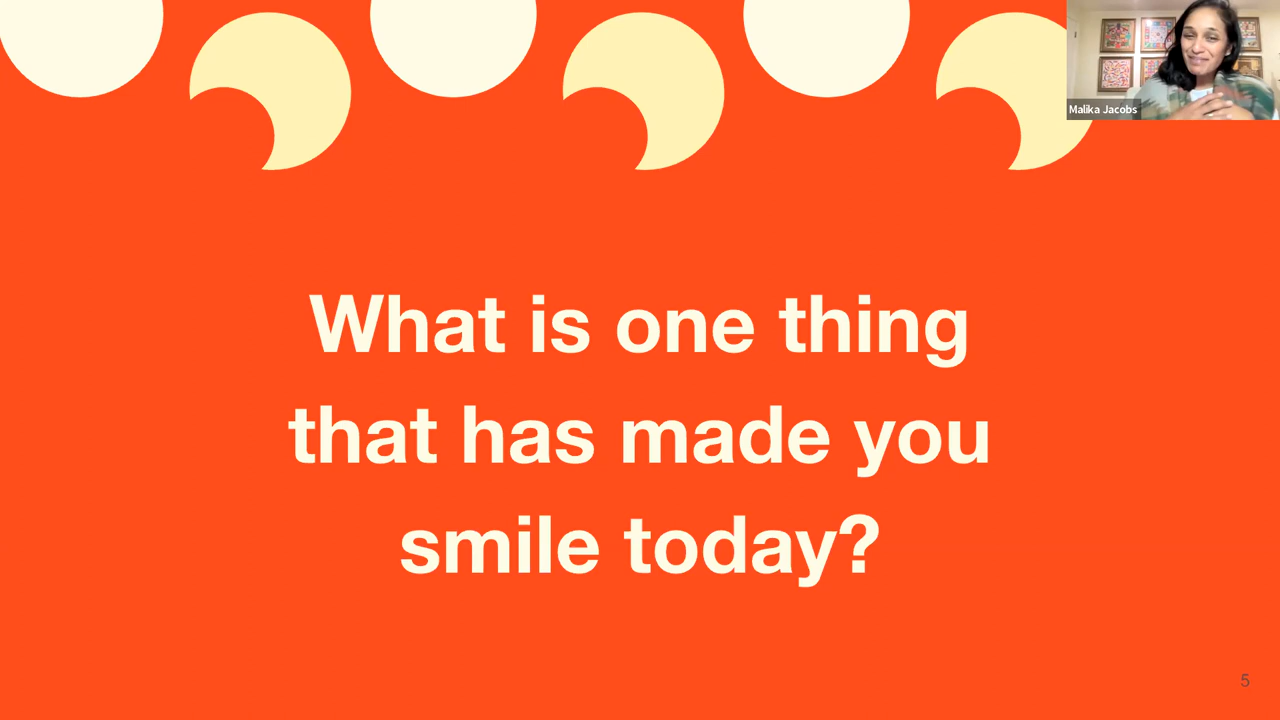 Malika Jacobs
What is one thing
that has made you
smile today?
5